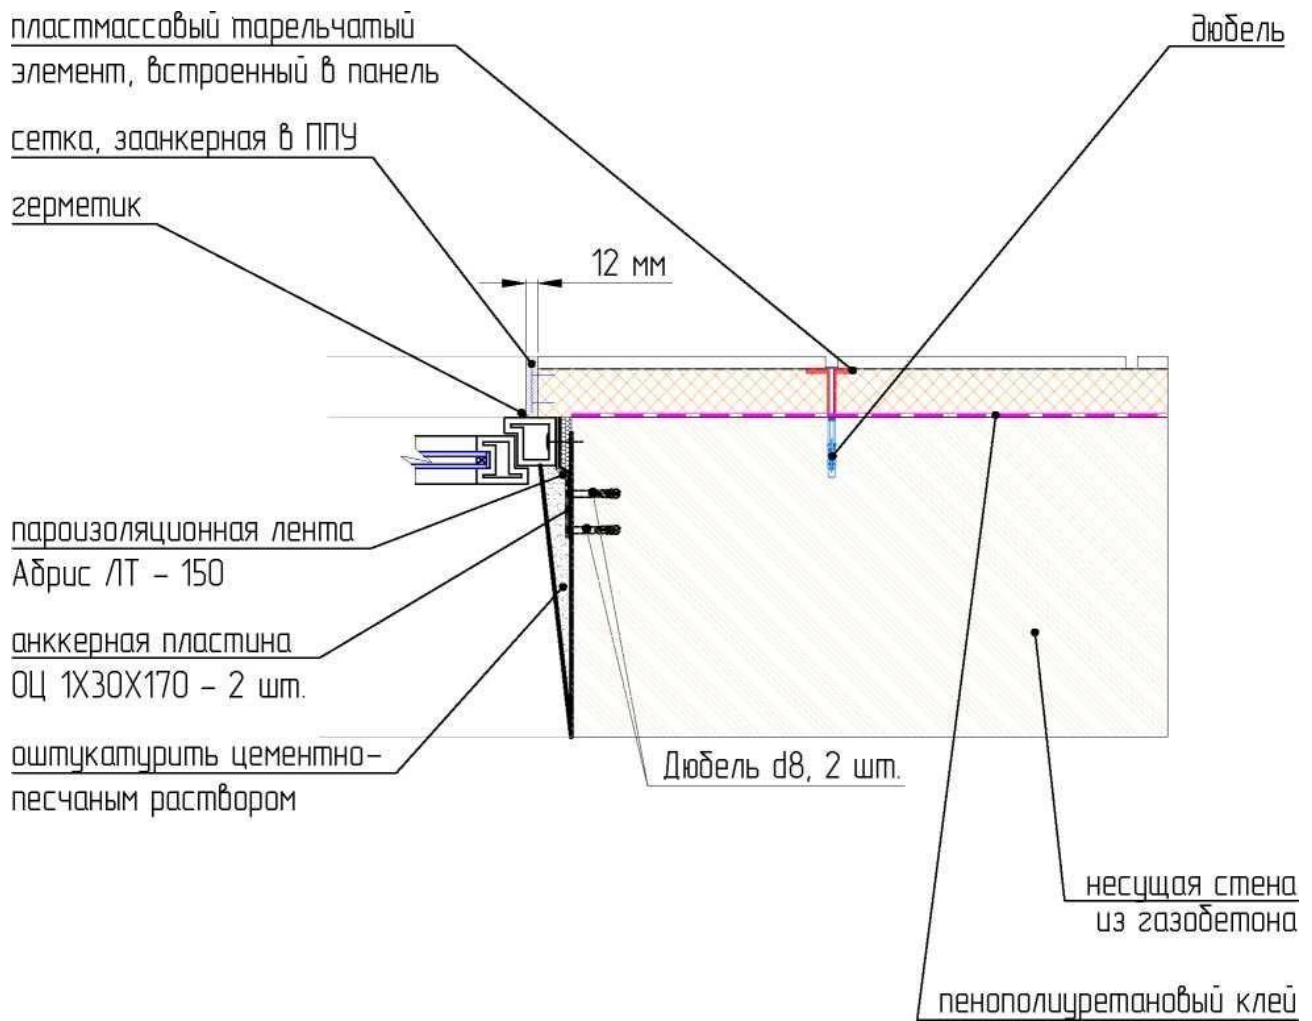 пластмассовый тарельчатый
элемент, встроенный в панель
дюбель
сетка, заанкерная в ППУ
герметик
12 мм
пароизоляционная лента
Абрис ЛТ - 150
анккерная пластина
ОЦ 1Х30Х170 - 2 шт.
оштукатурить цементно-
песчаным раствором
Дюбель d8, 2 шт.
несущая стена
из газобетона
пенополиуретановый клей